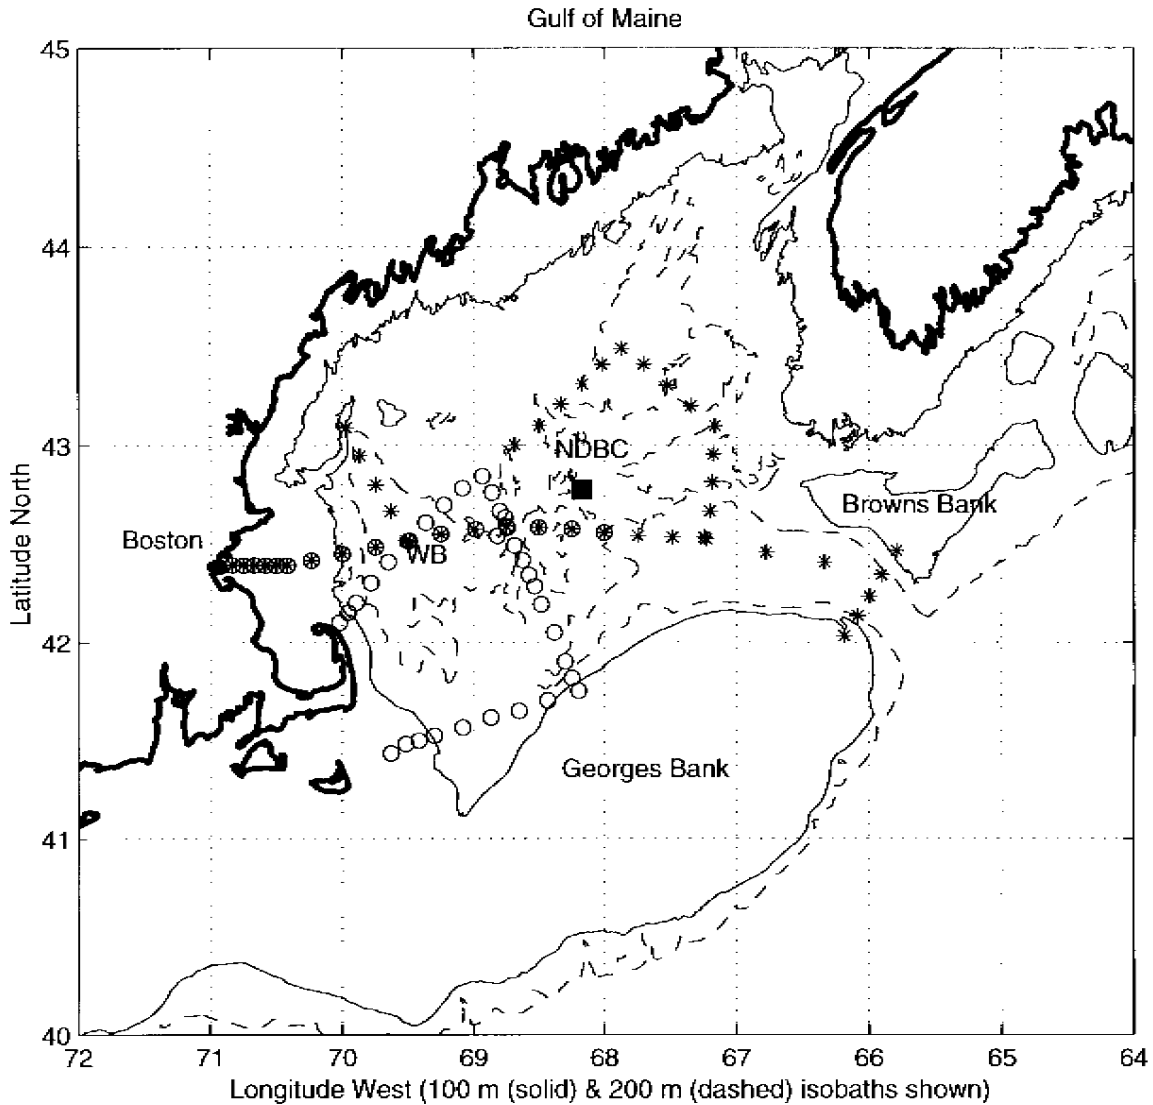 Gulf of Maine
45
44
43
42
41
40
Latitude North
NDBC
Browns Bank
Boston
WB
Georges Bank
72 71 70 69 68 67 66 65 64
Longitude West (100 m (solid) & 200 m (dashed) isobaths shown)